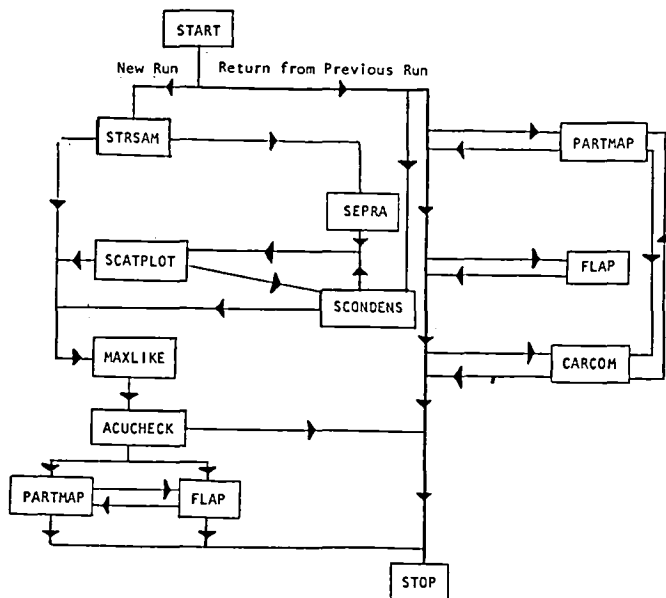 START
New Run
Return from Previous Run
STRSAM
PARTMAP
SEPRA
SCATPLOT
FLAP
SCONDENS
MAXLIKE
CARCOM
ACUCHECK
PARTMAP
FLAP
STOP